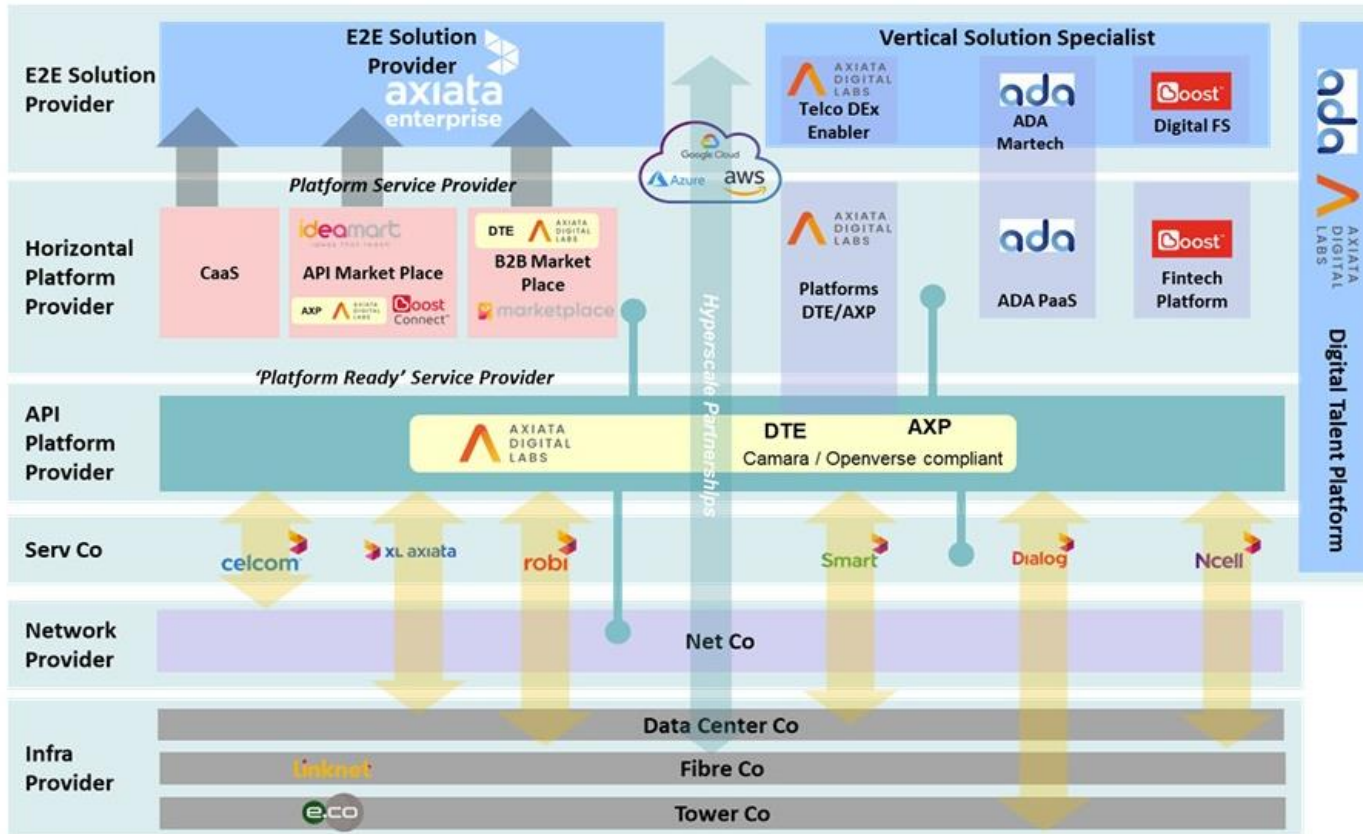 E2E Solution
Provider
E2E Solution
Provider
axiata
enterprise
Vertical Solution Specialist
AXIATA
DIGITAL
LABS
Telco DEx
Enabler
ada
ADA
Martech
Boost™
Digital FS
Google Cloud
Azure
aws
Platform Service Provider
Horizontal
Platform
Provider
CaaS
ideamart
API Market Place
AXP
AXIATA
DIGITAL
LABS
Boost
Connect™
DTE
AXIATA
DIGITAL
LABS
B2B Market
Place
marketplace
Hyperscale Partnerships
AXIATA
DIGITAL
LABS
Platforms
DTE/AXP
ada
ADA PaaS
Boost™
Fintech
Platform
‘Platform Ready’ Service Provider
API
Platform
Provider
AXIATA
DIGITAL
LABS
DTE
AXP
Camara / Openverse compliant
Serv Co
celcom
XL axiata
robi
Smart
Dialog
Ncell
Network
Provider
Net Co
Infra
Provider
Data Center Co
linknet
Fibre Co
e.co
Tower Co
ada
AXIATA
DIGITAL
LABS
Digital Talent Platform